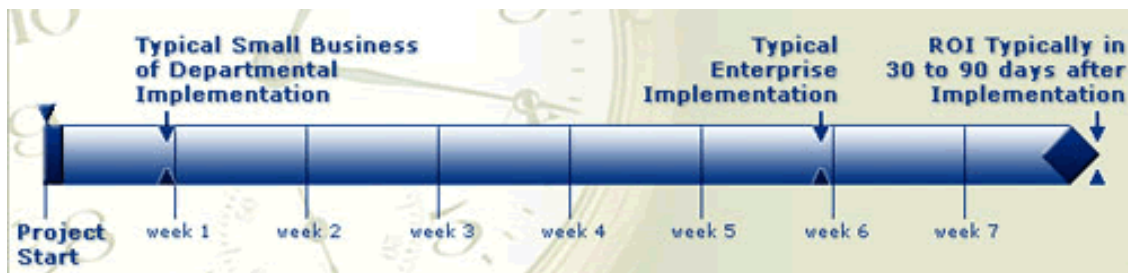 Typical Small Business
of Departmental
Implementation
Typical
Enterprise
Implementation
ROI Typically in
30 to 90 days after
Implementation
Project
Start
week 1
week 2
week 3
week 4
week 5
week 6
week 7